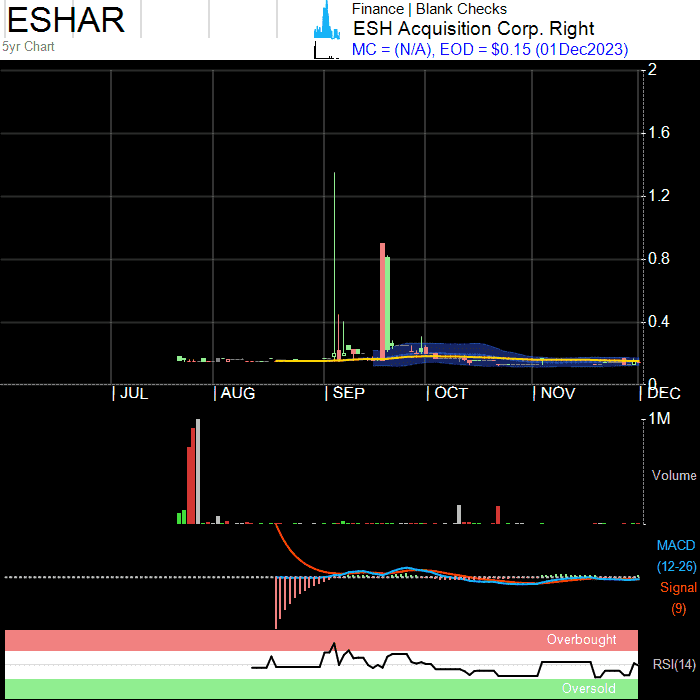 ESHAR
5yr Chart
Finance | Blank Checks
ESH Acquisition Corp. Right
MC = (N/A), EOD = $0.15 (01Dec2023)
2
1.6
1.2
0.8
0.4
0
JUL AUG SEP OCT NOV DEC
1M
Volume
MACD
(12-26)
Signal
(9)
Overbought
RSI(14)
Oversold